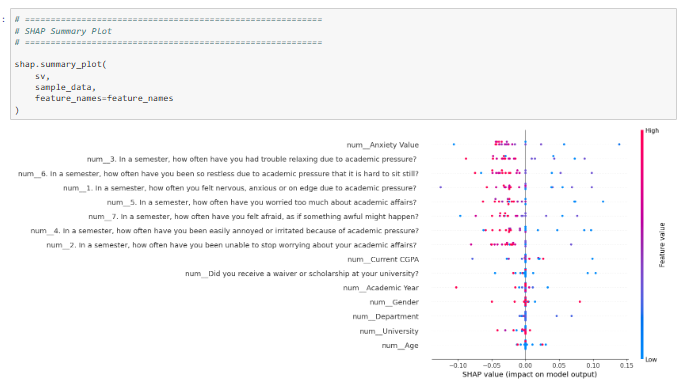 :
# ==========================================================
# SHAP Summary Plot
# ==========================================================
shap.summary_plot(
    sv,
    sample_data,
    feature_names=feature_names
)
High
num__Anxiety Value
num__3. In a semester, how often have you had trouble relaxing due to academic pressure?
num__6. In a semester, how often have you been so restless due to academic pressure that it is hard to sit still?
num__1. In a semester, how often you felt nervous, anxious or on edge due to academic pressure?
num__5. In a semester, how often have you worried too much about academic affairs?
num__7. In a semester, how often have you felt afraid, as if something awful might happen?
num__4. In a semester, how often have you been easily annoyed or irritated because of academic pressure?
num__2. In a semester, how often have you been unable to stop worrying about your academic affairs?
num__Current CGPA
num__Did you receive a waiver or scholarship at your university?
num__Academic Year
num__Gender
num__Department
num__University
num__Age
Feature value
Low
−0.10 −0.05 0.00 0.05 0.10 0.15
SHAP value (impact on model output)